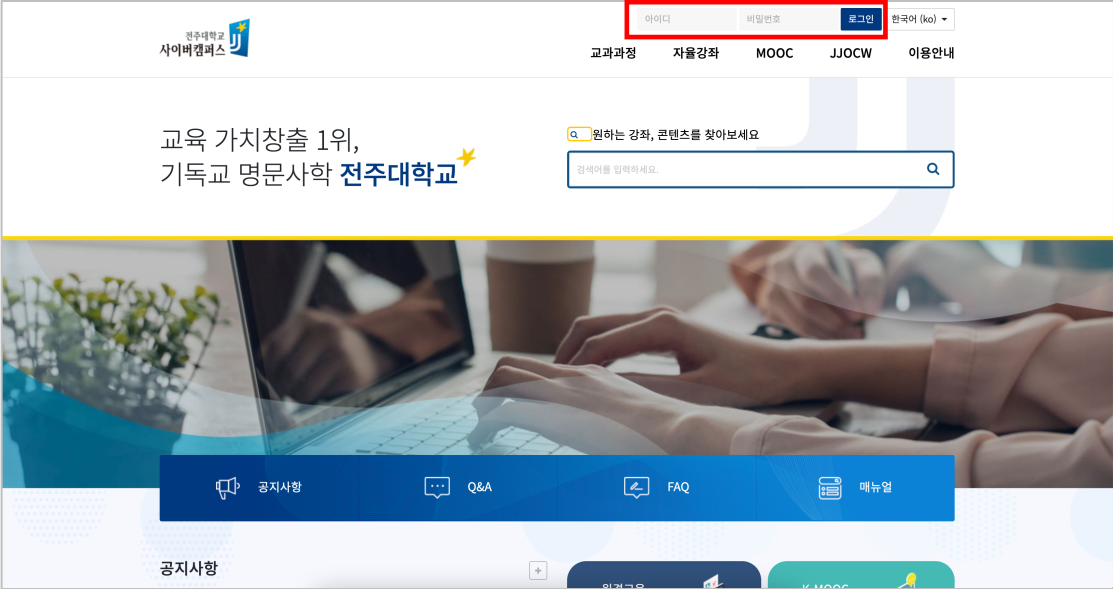 전주대학교
사이버캠퍼스
아이디
비밀번호
로그인
한국어 (ko)
교과과정
자율강좌
MOOC
JJOCW
이용안내
교육 가치창출 1위,
기독교 명문사학 전주대학교
원하는 강좌, 콘텐츠를 찾아보세요
검색어를 입력하세요.
공지사항
Q&A
FAQ
매뉴얼
공지사항
원격교육
K-MOOC